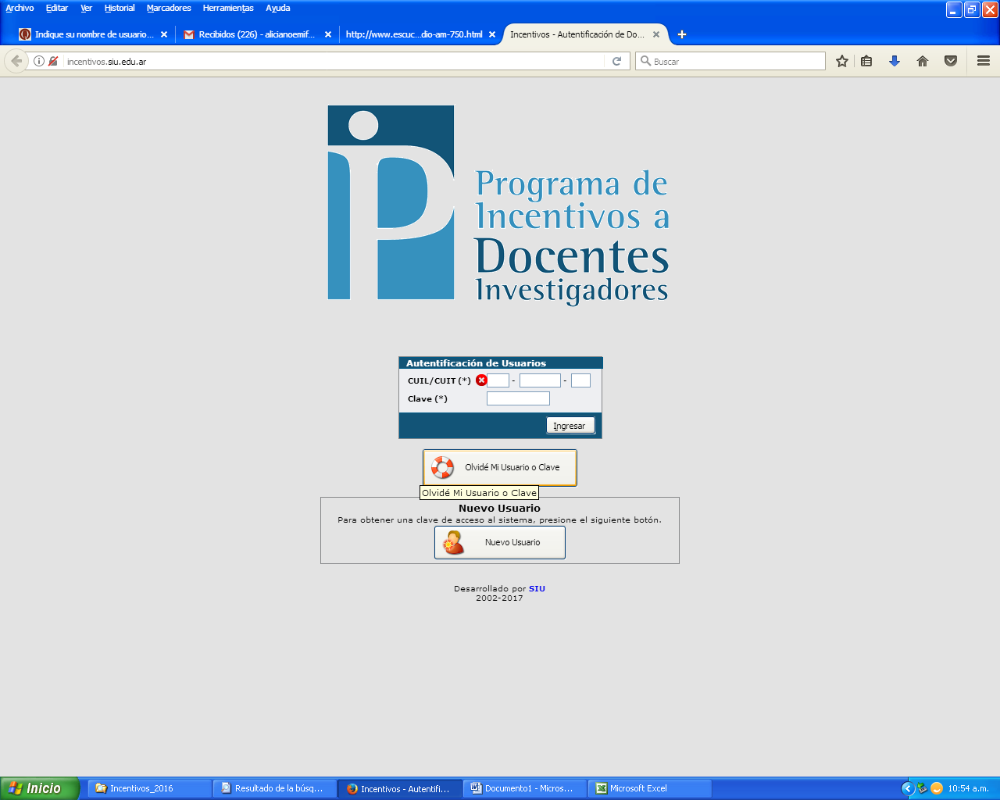 Archivo Editar Ver Historial Marcadores Herramientas Ayuda
Indique su nombre de usuario...
Recibidos (226) - alicianoemif...
http://www.escuc...dio-am-750.html
Incentivos - Autentificación de Do...
incentivos.siu.edu.ar
Buscar
Programa de
Incentivos a
Docentes
Investigadores
Autentificación de Usuarios
CUIL/CUIT (*) - -
Clave (*)
Ingresar
Olvidé Mi Usuario o Clave
Olvidé Mi Usuario o Clave
Nuevo Usuario
Para obtener una clave de acceso al sistema, presione el siguiente botón.
Nuevo Usuario
Desarrollado por SIU
2002-2017
Inicio
Incentivos_2016
Resultado de la búsq...
Incentivos - Autentifi...
Documento1 - Micros...
Microsoft Excel
10:54 a.m.